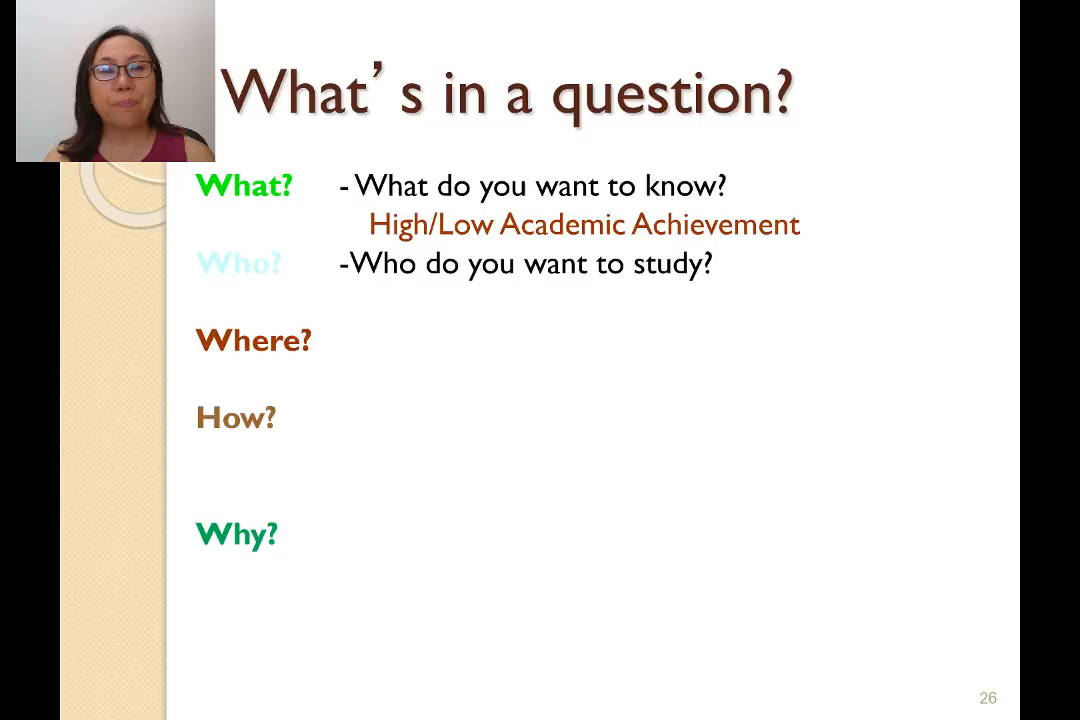 What's in a question?
What? - What do you want to know?
High/Low Academic Achievement
Who? -Who do you want to study?
Where?
How?
Why?
26